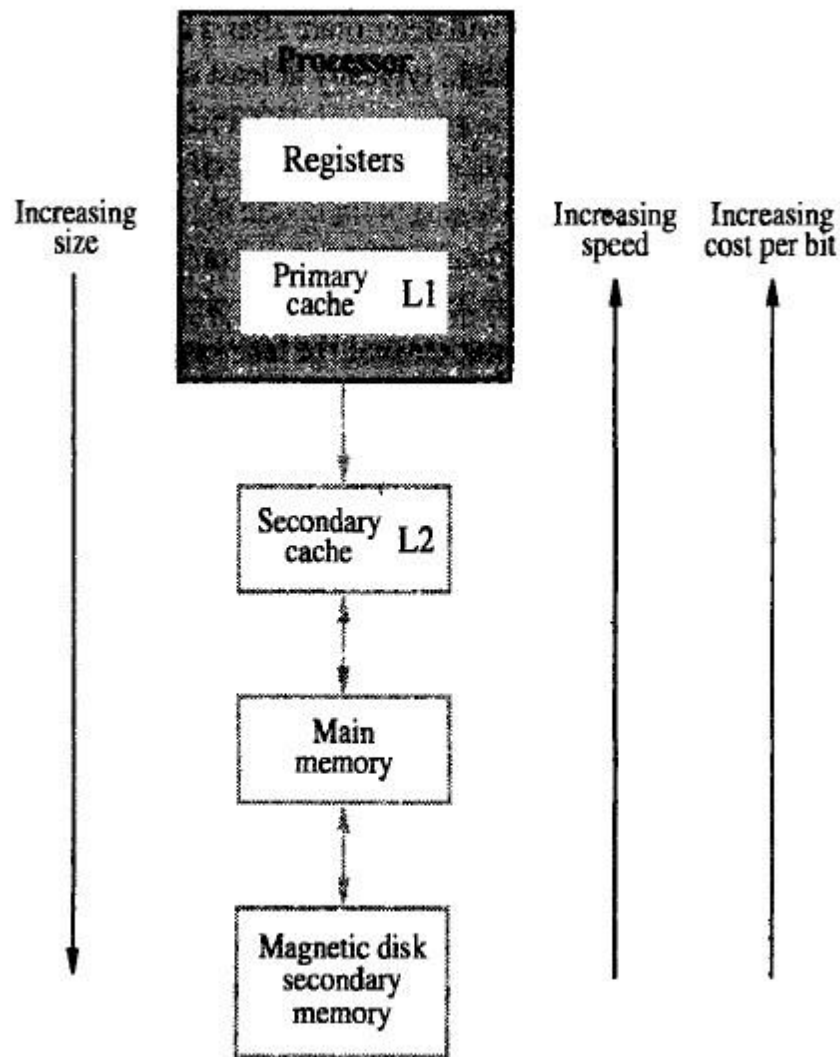 Processor
Registers
Increasing
size
Increasing
speed
Increasing
cost per bit
Primary
cache L1
Secondary
cache L2
Main
memory
Magnetic disk
secondary
memory